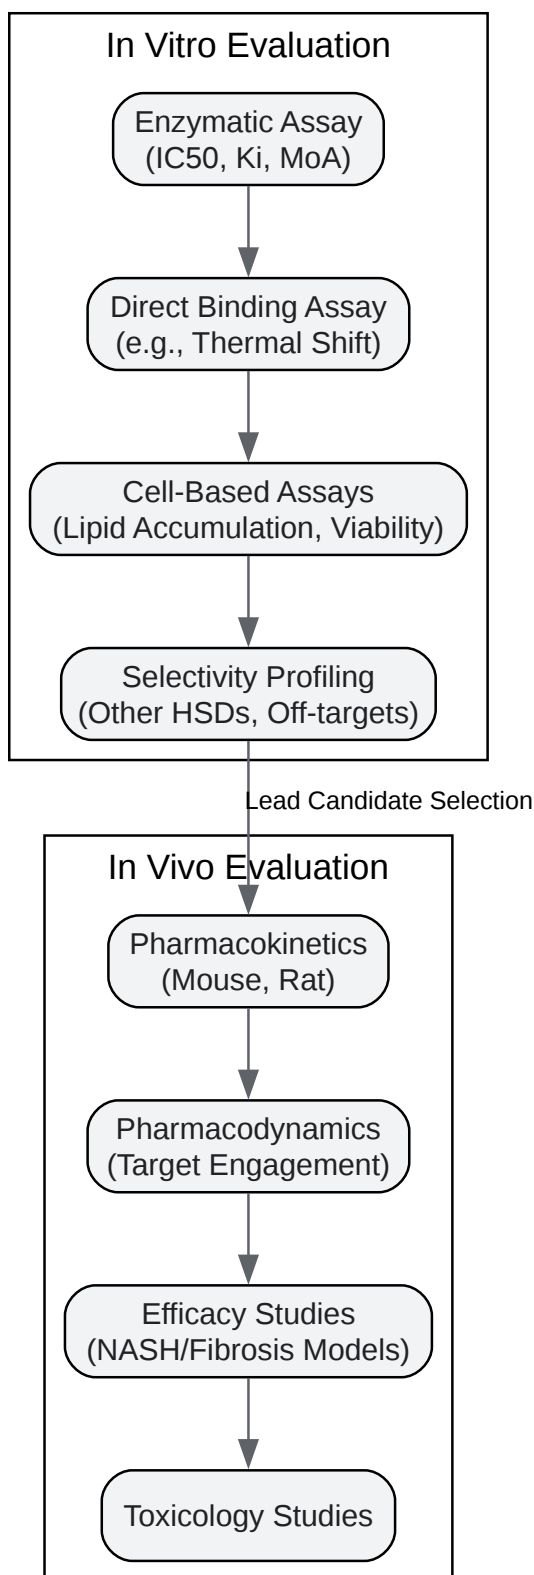 In Vitro Evaluation
Enzymatic Assay
(IC50, Ki, MoA)
Direct Binding Assay
(e.g., Thermal Shift)
Cell-Based Assays
(Lipid Accumulation, Viability)
Selectivity Profiling
(Other HSDs, Off-targets)
Lead Candidate Selection
In Vivo Evaluation
Pharmacokinetics
(Mouse, Rat)
Pharmacodynamics
(Target Engagement)
Efficacy Studies
(NASH/Fibrosis Models)
Toxicology Studies